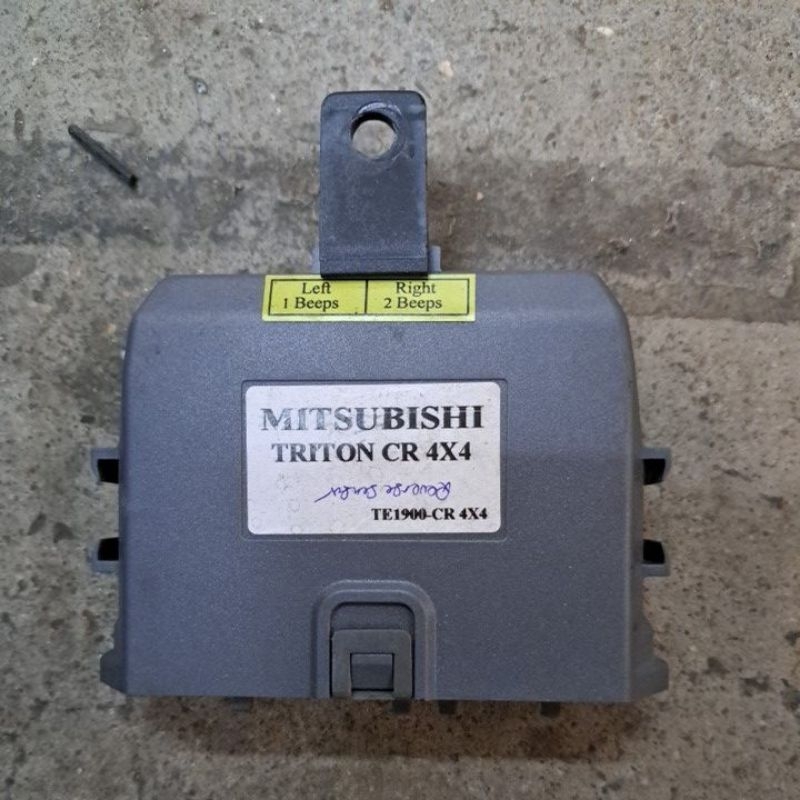 Left Right
1 Beeps 2 Beeps
MITSUBISHI
TRITON CR 4X4
Reverse sensor
TE1900-CR 4X4